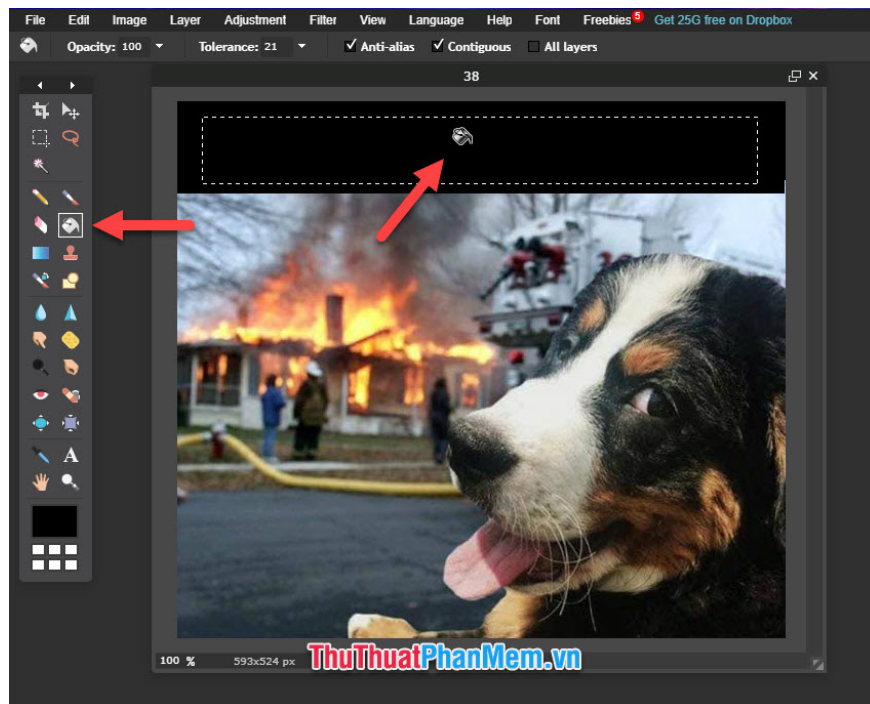 File Edit Image Layer Adjustment Filter View Language Help Font Freebies 5 Get 25G free on Dropbox
Opacity: 100 Tolerance: 21 Anti-alias Contiguous All layers
38
A
100 % 593x524 px
ThuThuatPhanMem.vn